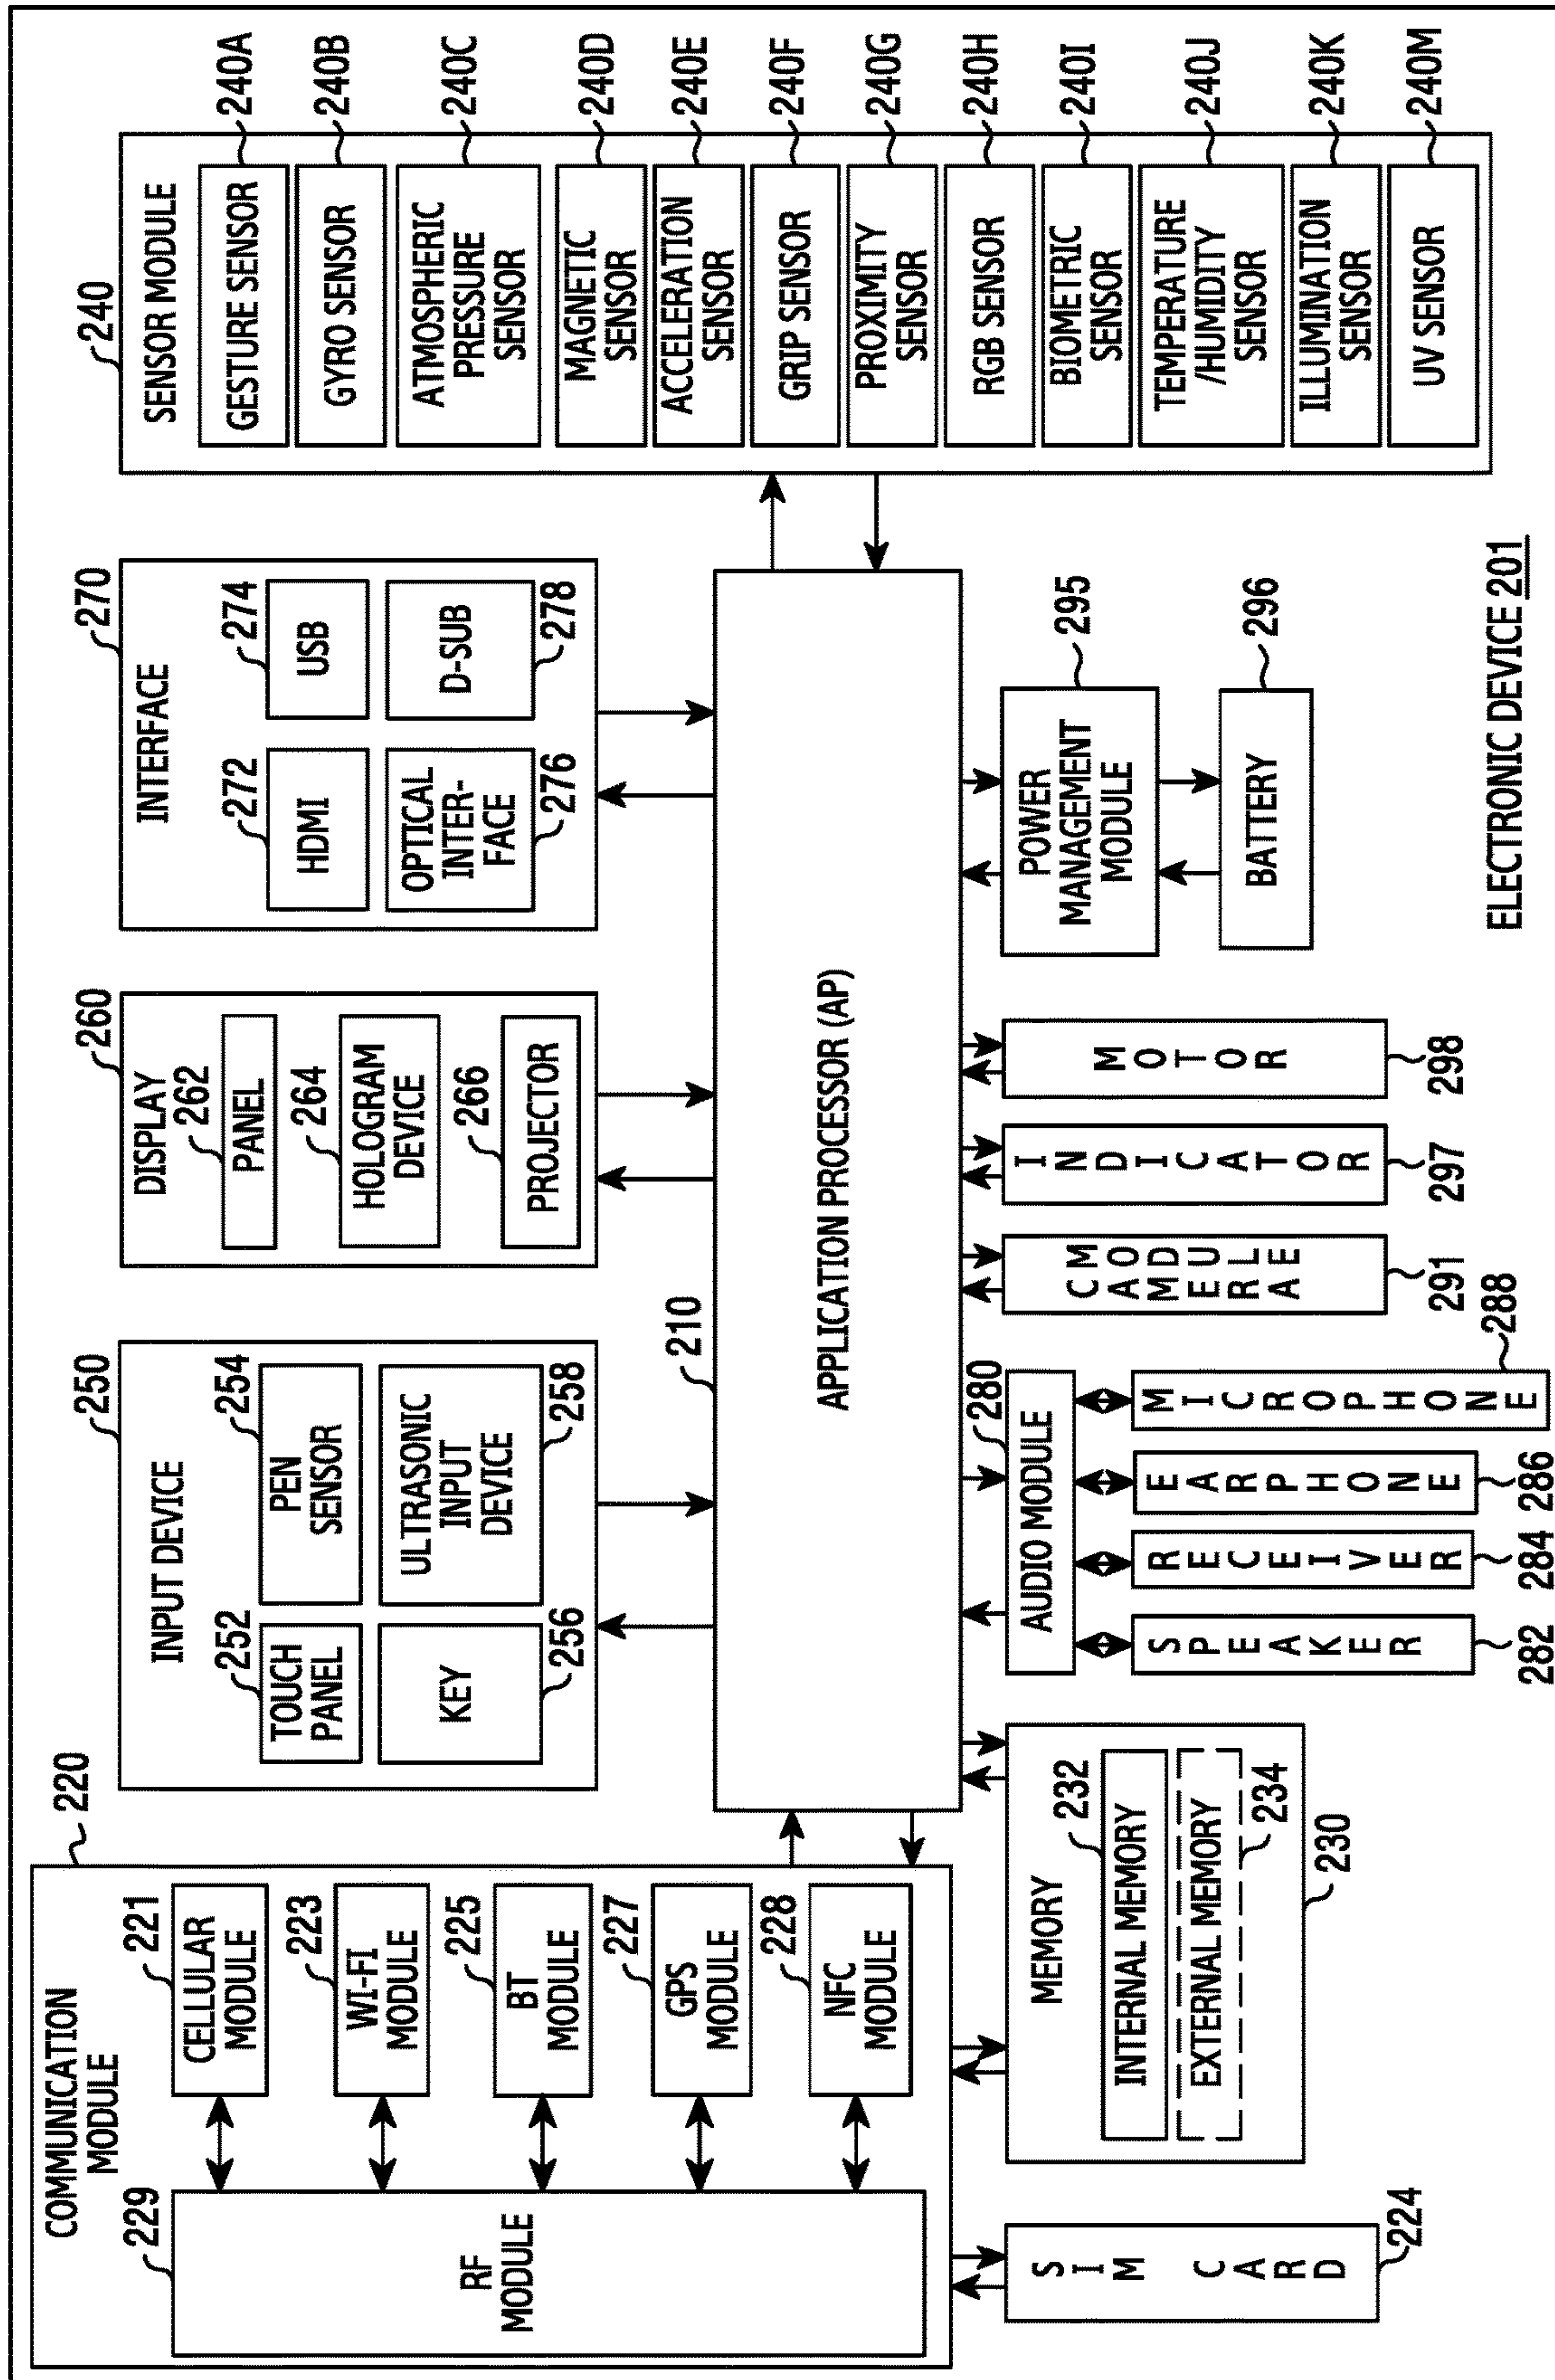 COMMUNICATION
MODULE
220
229
RF
MODULE
221
CELLULAR
MODULE
223
WI-FI
MODULE
225
BT
MODULE
227
GPS
MODULE
228
NFC
MODULE
INPUT DEVICE
250
252
TOUCH
PANEL
254
PEN
SENSOR
KEY
256
ULTRASONIC
INPUT
DEVICE
258
DISPLAY
260
262
PANEL
264
HOLOGRAM
DEVICE
266
PROJECTOR
INTERFACE
270
272
HDMI
274
USB
OPTICAL
INTER-
FACE
276
D-SUB
278
240
SENSOR MODULE
GESTURE SENSOR
240A
GYRO SENSOR
240B
ATMOSPHERIC
PRESSURE
SENSOR
240C
MAGNETIC
SENSOR
240D
ACCELERATION
SENSOR
240E
GRIP SENSOR
240F
PROXIMITY
SENSOR
240G
RGB SENSOR
240H
BIOMETRIC
SENSOR
240I
TEMPERATURE
/HUMIDITY
SENSOR
240J
ILLUMINATION
SENSOR
240K
UV SENSOR
240M
210
APPLICATION PROCESSOR (AP)
SIM CARD
224
MEMORY
232
INTERNAL MEMORY
EXTERNAL MEMORY
234
230
AUDIO MODULE
280
SPEAKER
282
RECEIVER
284
EARPHONE
286
MICROPHONE
288
CAMERA
MODULE
291
INDICATOR
297
MOTOR
298
POWER
MANAGEMENT
MODULE
295
BATTERY
296
ELECTRONIC DEVICE 201